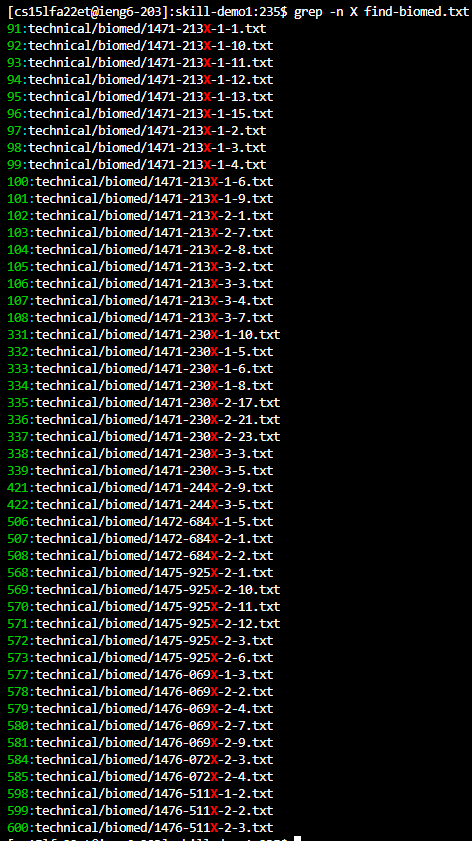 [cs15lfa22et@ieng6-203]:skill-demo1:235$ grep -n X find-biomed.txt
91:technical/biomed/1471-213X-1-1.txt
92:technical/biomed/1471-213X-1-10.txt
93:technical/biomed/1471-213X-1-11.txt
94:technical/biomed/1471-213X-1-12.txt
95:technical/biomed/1471-213X-1-13.txt
96:technical/biomed/1471-213X-1-15.txt
97:technical/biomed/1471-213X-1-2.txt
98:technical/biomed/1471-213X-1-3.txt
99:technical/biomed/1471-213X-1-4.txt
100:technical/biomed/1471-213X-1-6.txt
101:technical/biomed/1471-213X-1-9.txt
102:technical/biomed/1471-213X-2-1.txt
103:technical/biomed/1471-213X-2-7.txt
104:technical/biomed/1471-213X-2-8.txt
105:technical/biomed/1471-213X-3-2.txt
106:technical/biomed/1471-213X-3-3.txt
107:technical/biomed/1471-213X-3-4.txt
108:technical/biomed/1471-213X-3-7.txt
331:technical/biomed/1471-230X-1-10.txt
332:technical/biomed/1471-230X-1-5.txt
333:technical/biomed/1471-230X-1-6.txt
334:technical/biomed/1471-230X-1-8.txt
335:technical/biomed/1471-230X-2-17.txt
336:technical/biomed/1471-230X-2-21.txt
337:technical/biomed/1471-230X-2-23.txt
338:technical/biomed/1471-230X-3-3.txt
339:technical/biomed/1471-230X-3-5.txt
421:technical/biomed/1471-244X-2-9.txt
422:technical/biomed/1471-244X-3-5.txt
506:technical/biomed/1472-684X-1-5.txt
507:technical/biomed/1472-684X-2-1.txt
508:technical/biomed/1472-684X-2-2.txt
568:technical/biomed/1475-925X-2-1.txt
569:technical/biomed/1475-925X-2-10.txt
570:technical/biomed/1475-925X-2-11.txt
571:technical/biomed/1475-925X-2-12.txt
572:technical/biomed/1475-925X-2-3.txt
573:technical/biomed/1475-925X-2-6.txt
577:technical/biomed/1476-069X-1-3.txt
578:technical/biomed/1476-069X-2-2.txt
579:technical/biomed/1476-069X-2-4.txt
580:technical/biomed/1476-069X-2-7.txt
581:technical/biomed/1476-069X-2-9.txt
584:technical/biomed/1476-072X-2-3.txt
585:technical/biomed/1476-072X-2-4.txt
598:technical/biomed/1476-511X-1-2.txt
599:technical/biomed/1476-511X-2-2.txt
600:technical/biomed/1476-511X-2-3.txt